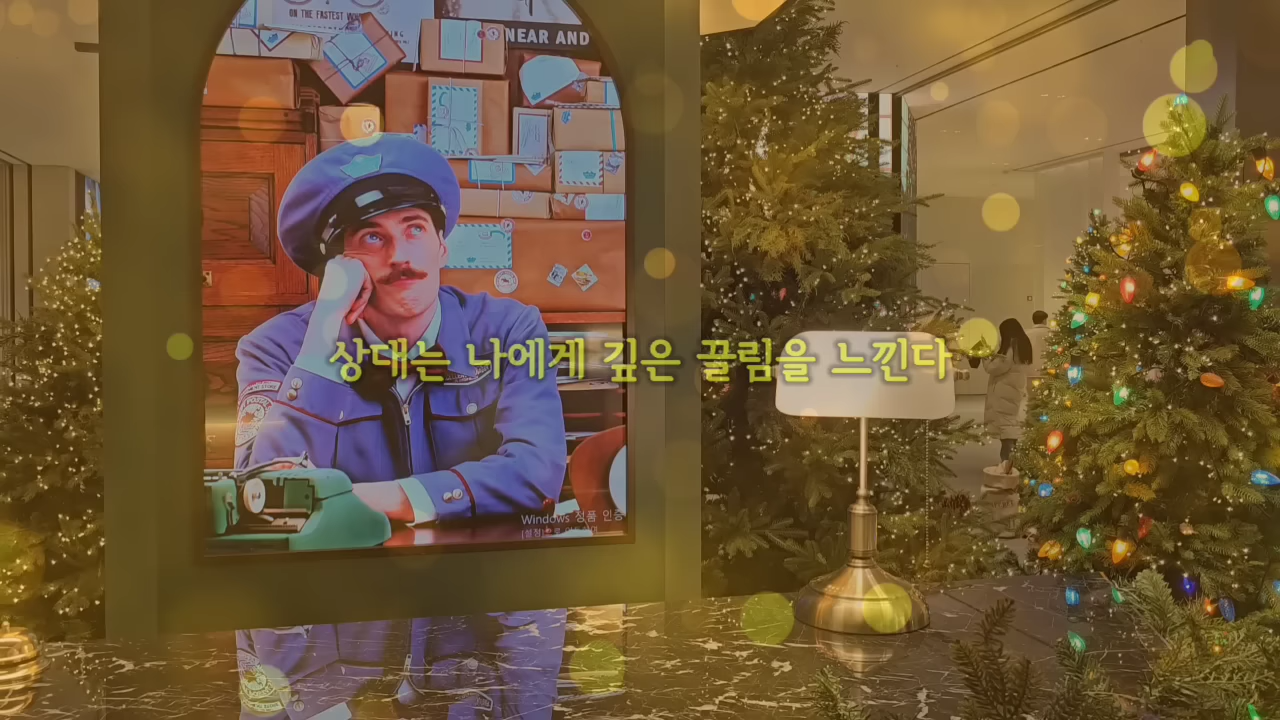 ON THE FASTEST
NEAR AND
상대는 나에게 깊은 끌림을 느낀다
Windows 정품 인증